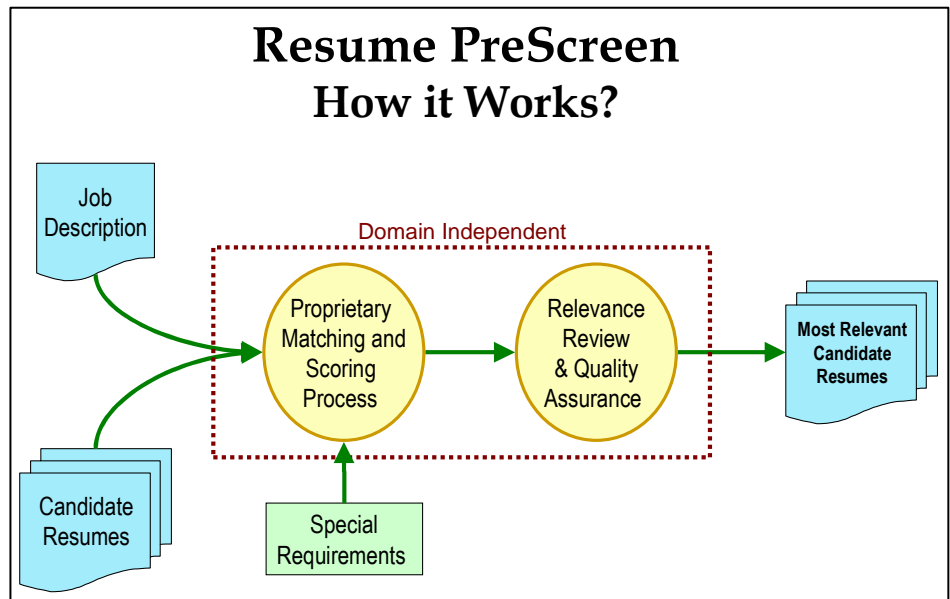 Resume PreScreen
How it Works?
Job
Description
Domain Independent
Proprietary
Matching and
Scoring
Process
Relevance
Review
& Quality
Assurance
Most Relevant
Candidate
Resumes
Candidate
Resumes
Special
Requirements